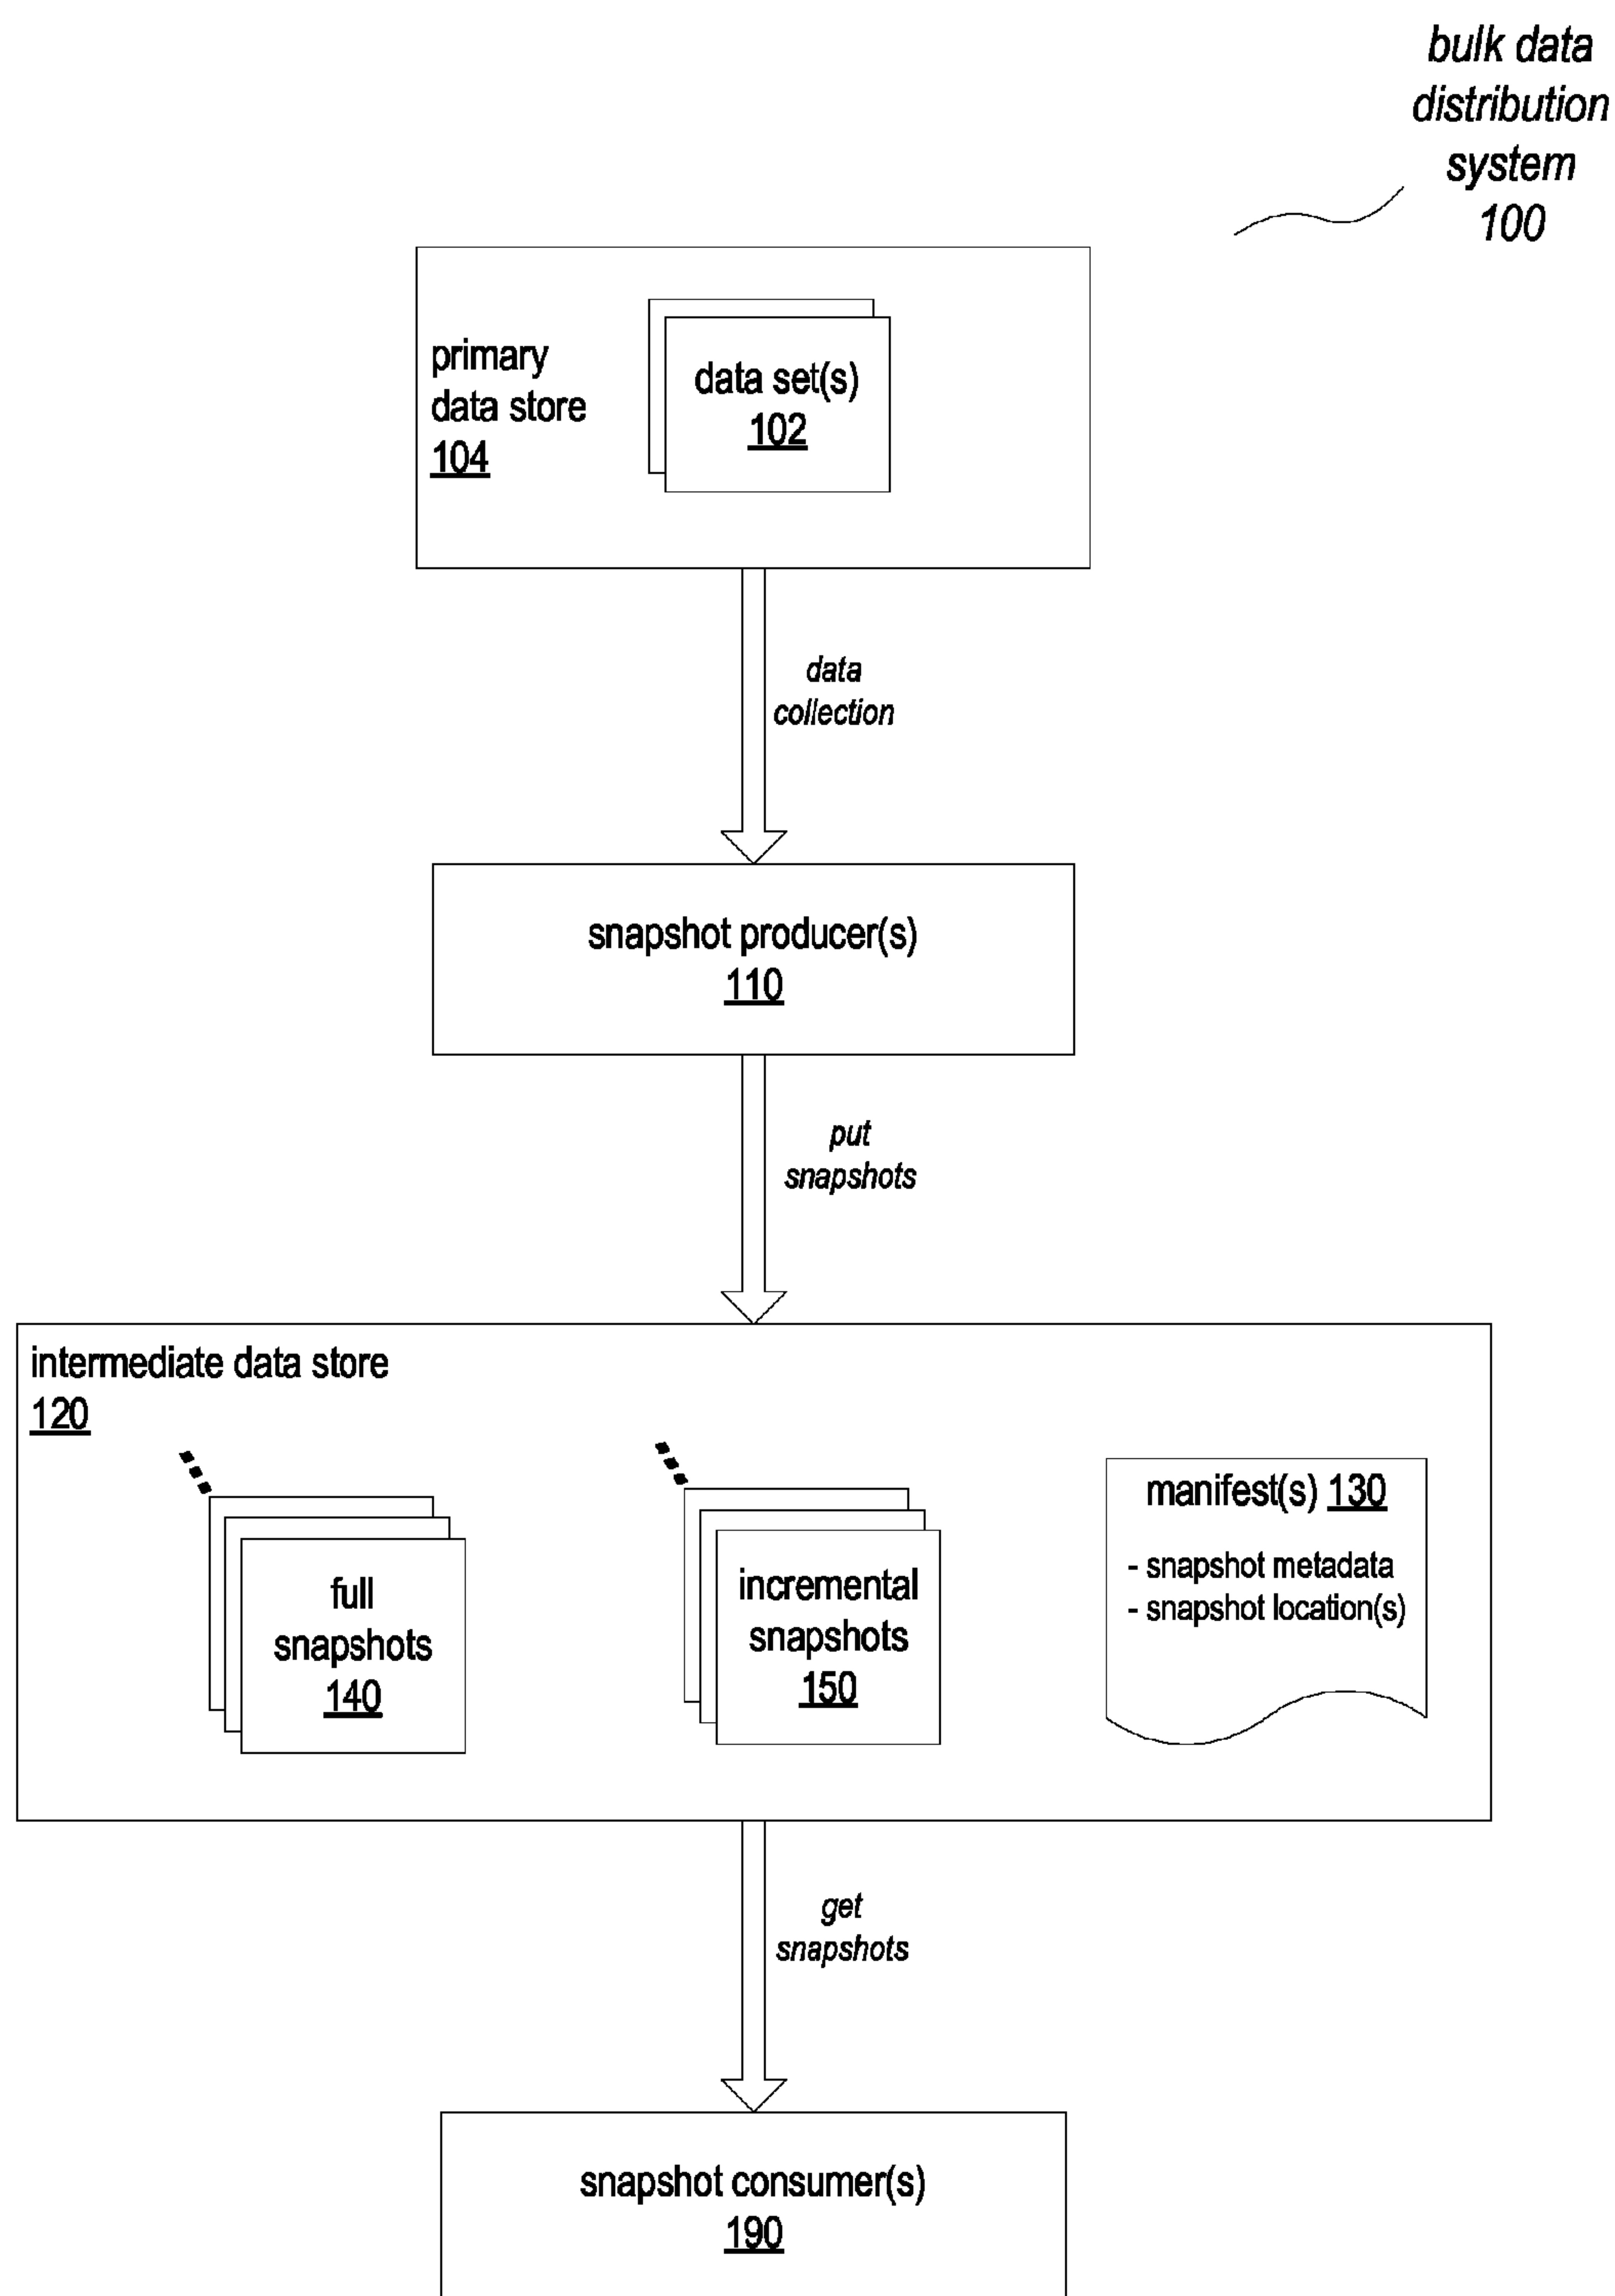 bulk data
distribution
system
100
primary
data store
104
data set(s)
102
data
collection
snapshot producer(s)
110
put
snapshots
intermediate data store
120
full
snapshots
140
incremental
snapshots
150
manifest(s) 130
- snapshot metadata
- snapshot location(s)
get
snapshots
snapshot consumer(s)
190